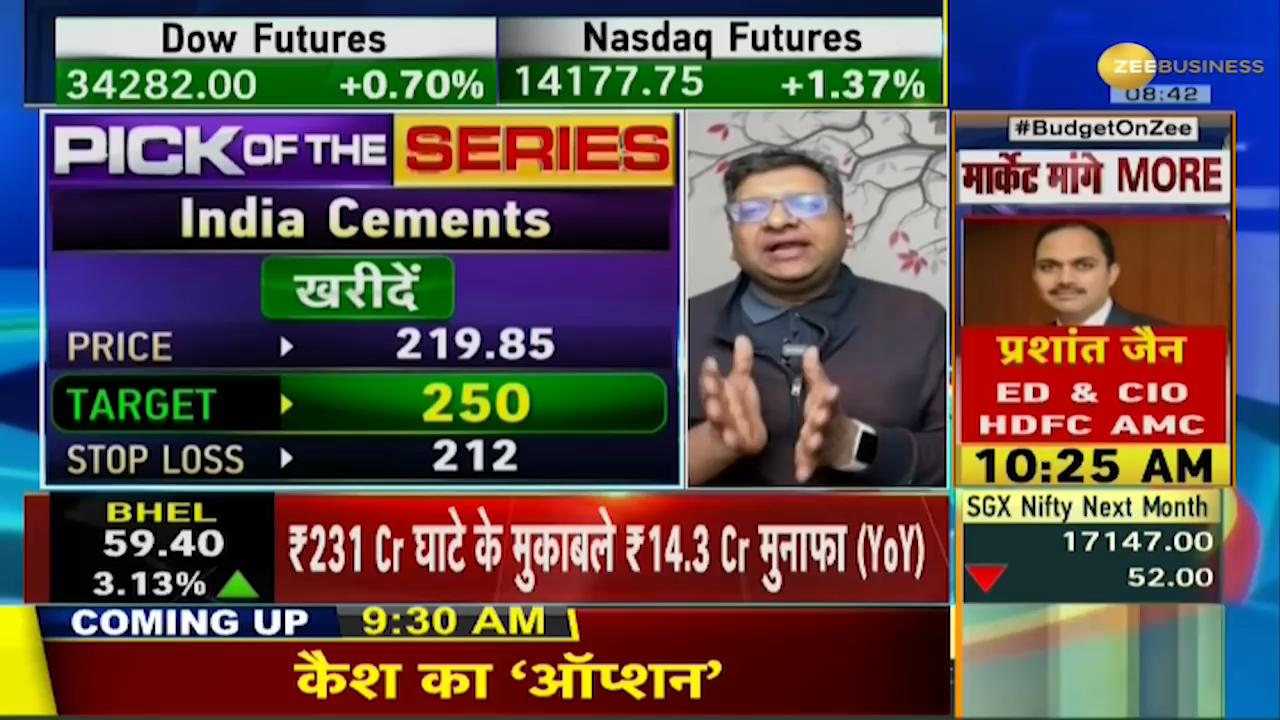 Dow Futures
34282.00 +0.70%
Nasdaq Futures
14177.75 +1.37%
ZEEBUSINESS
08:42
PICK OF THE SERIES
India Cements
खरीदें
PRICE 219.85
TARGET 250
STOP LOSS 212
#BudgetOnZee
मार्केट मांगे MORE
प्रशांत जैन
ED & CIO
HDFC AMC
10:25 AM
BHEL
59.40
3.13%
₹231 Cr घाटे के मुकाबले ₹14.3 Cr मुनाफा (YoY)
SGX Nifty Next Month
17147.00
52.00
COMING UP 9:30 AM
कैश का ‘ऑप्शन’